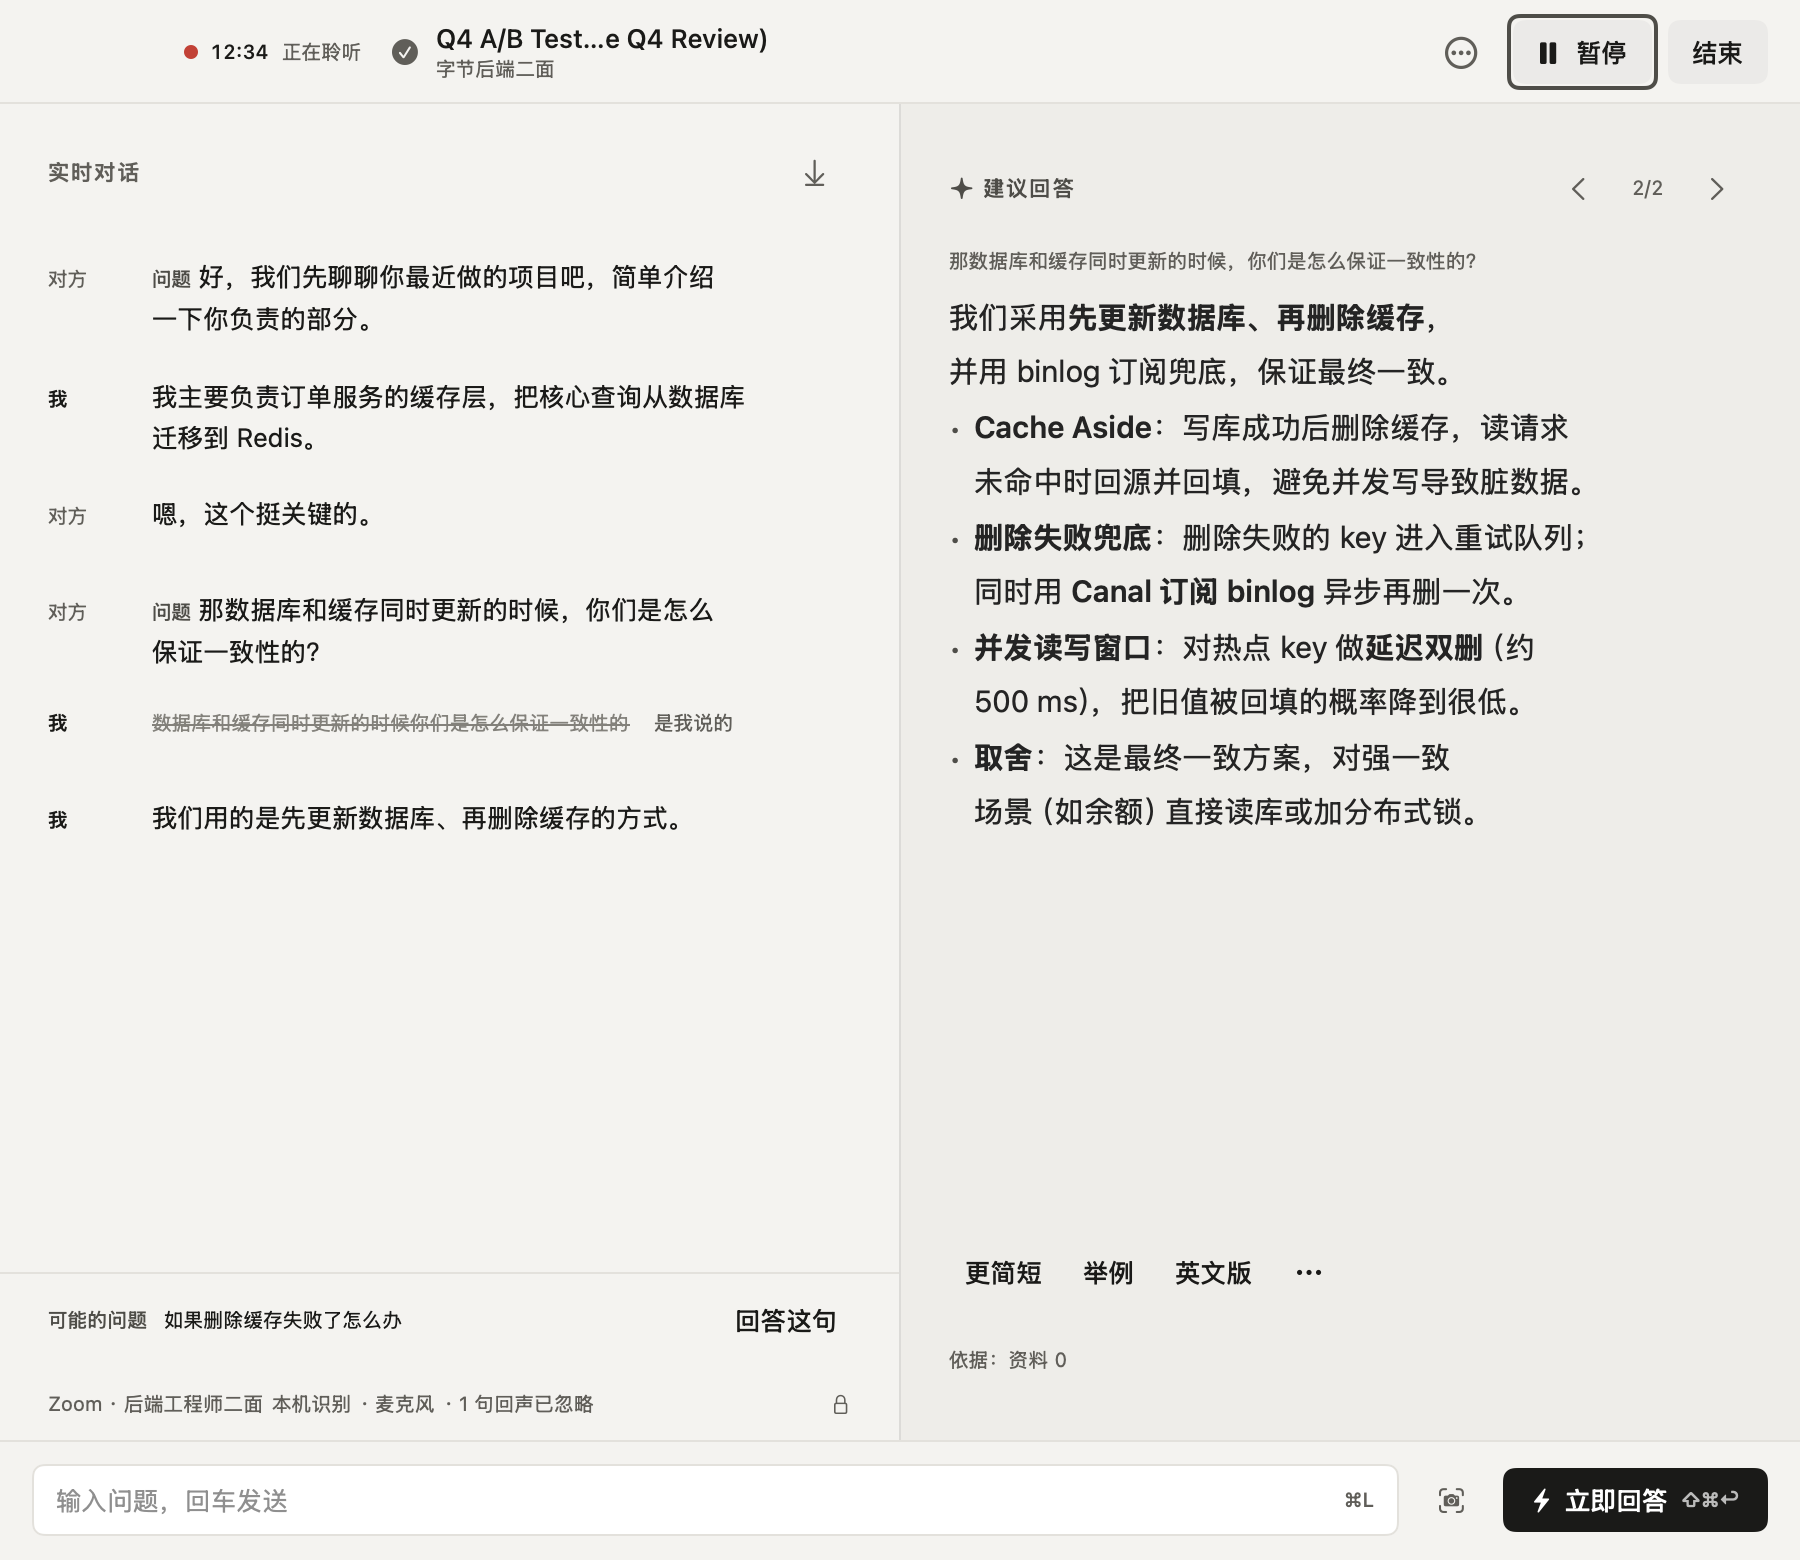 12:34 正在聆听
Q4 A/B Test...e Q4 Review)
字节后端二面
暂停
结束
实时对话
对方
问题 好，我们先聊聊你最近做的项目吧，简单介绍
一下你负责的部分。
我
我主要负责订单服务的缓存层，把核心查询从数据库
迁移到 Redis。
对方
嗯，这个挺关键的。
对方
问题 那数据库和缓存同时更新的时候，你们是怎么
保证一致性的?
我
数据库和缓存同时更新的时候你们是怎么保证一致性的 是我说的
我
我们用的是先更新数据库、再删除缓存的方式。
可能的问题 如果删除缓存失败了怎么办
回答这句
Zoom · 后端工程师二面 本机识别 · 麦克风 · 1 句回声已忽略
建议回答
2/2
那数据库和缓存同时更新的时候，你们是怎么保证一致性的?
我们采用先更新数据库、再删除缓存，
并用 binlog 订阅兜底，保证最终一致。
• Cache Aside：写库成功后删除缓存，读请求
未命中时回源并回填，避免并发写导致脏数据。
• 删除失败兜底：删除失败的 key 进入重试队列；
同时用 Canal 订阅 binlog 异步再删一次。
• 并发读写窗口：对热点 key 做延迟双删（约
500 ms），把旧值被回填的概率降到很低。
• 取舍：这是最终一致方案，对强一致
场景（如余额）直接读库或加分布式锁。
更简短
举例
英文版
···
依据：资料 0
输入问题，回车发送
⌘L
立即回答 ⇧⌘↩